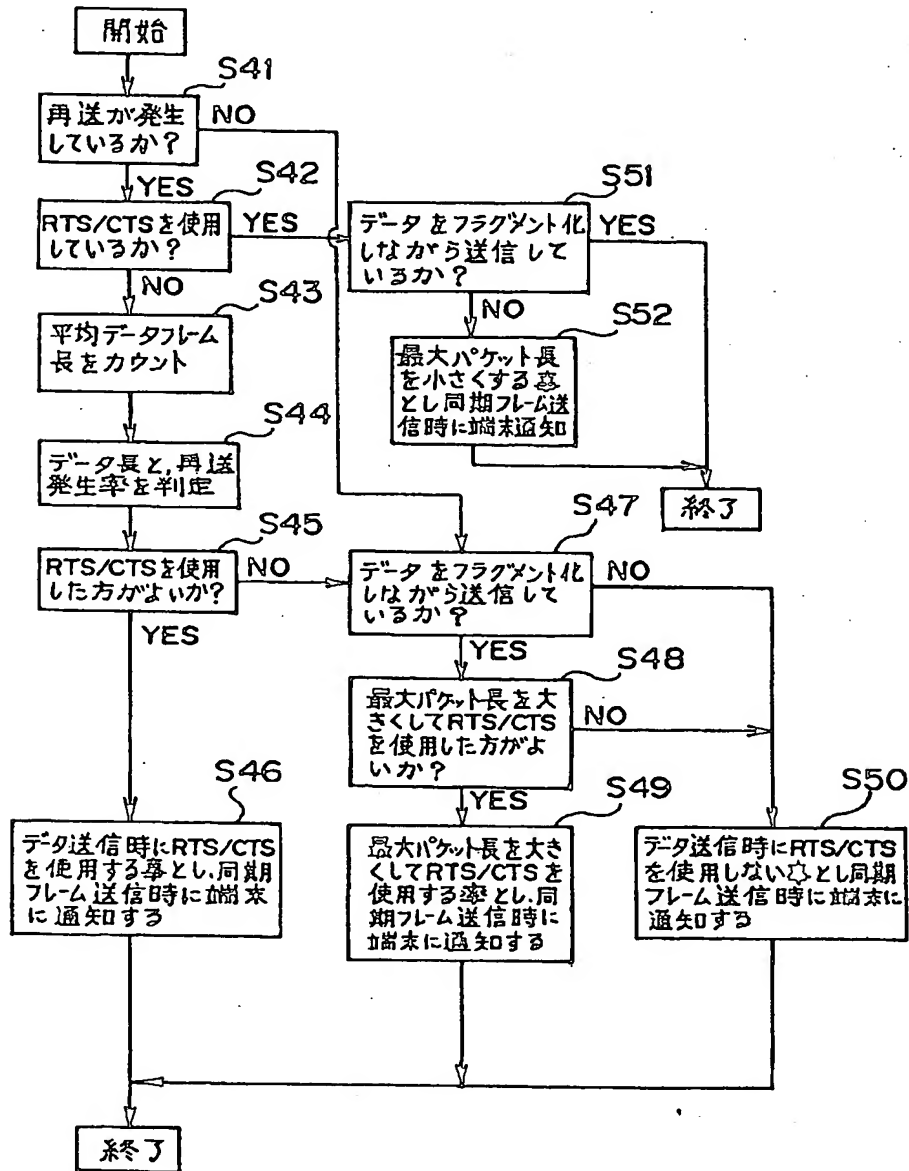 開始
S41
再送が発生
しているか?
NO
YES
S42
RTS/CTSを使用
しているか?
YES
NO
S51
データをフラグメント化
しながら送信して
いるか?
YES
NO
S43
平均データフレーム
長をカウント
S52
最大パケット長
を小さくする
とし同期フレーム送
信時に端末通知
終了
S44
データ長と,再送
発生率を判定
S45
RTS/CTSを使用
した方がよいか?
NO
YES
S47
データをフラグメント化
しながら送信して
いるか?
NO
YES
S48
最大パケット長を大
きくしてRTS/CTS
を使用した方がよ
いか?
NO
YES
S46
データ送信時にRTS/CTS
を使用する事とし,同期
フレーム送信時に端末
に通知する
S49
最大パケット長を大き
くしてRTS/CTSを
使用する事とし,同
期フレーム送信時に
端末に通知する
S50
データ送信時にRTS/CTS
を使用しない とし同期
フレーム送信時に端末に
通知する
終了